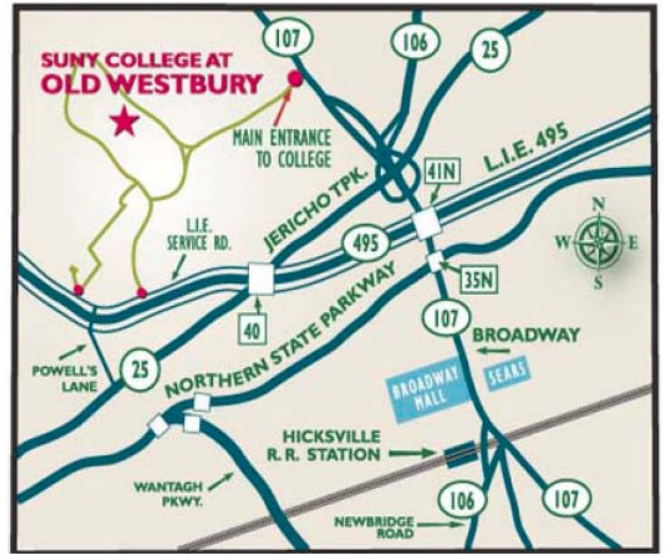 107
106
25
SUNY COLLEGE AT
OLD WESTBURY
MAIN ENTRANCE
TO COLLEGE
JERICHO TPK.
41N
L.I.E. 495
L.I.E.
SERVICE RD.
495
N
W
E
S
40
35N
NORTHERN STATE PARKWAY
107
BROADWAY
POWELL'S
LANE
25
BROADWAY
MALL
SEARS
HICKSVILLE
R. R. STATION
WANTAGH
PKWY.
106
107
NEWBRIDGE
ROAD